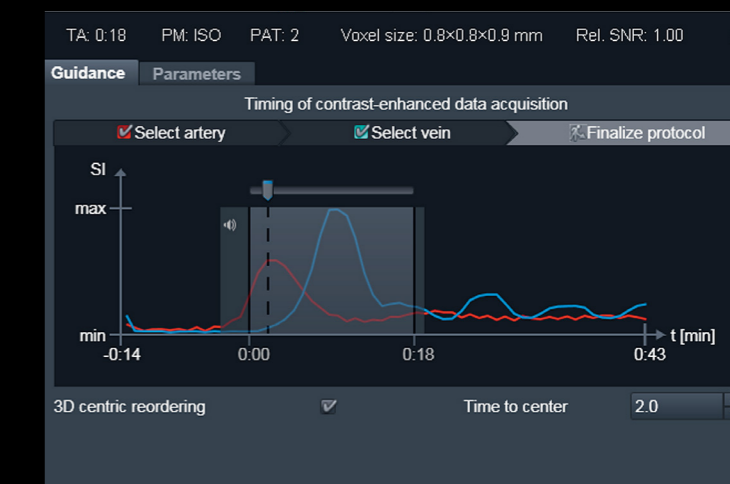 TA: 0:18 PM: ISO PAT: 2 Voxel size: 0.8×0.8×0.9 mm Rel. SNR: 1.00
Guidance Parameters
Timing of contrast-enhanced data acquisition
Select artery Select vein Finalize protocol
SI
max
min
t [min]
-0:14 0:00 0:18 0:43
3D centric reordering Time to center 2.0